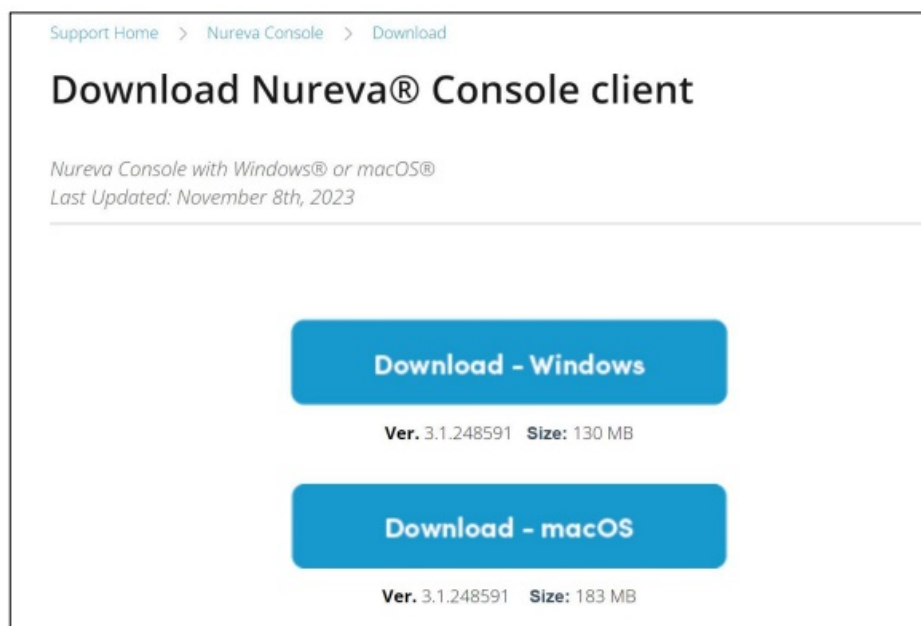 Support Home > Nureva Console > Download
Download Nureva® Console client
Nureva Console with Windows® or macOS®
Last Updated: November 8th, 2023
Download - Windows
Ver. 3.1.248591 Size: 130 MB
Download - macOS
Ver. 3.1.248591 Size: 183 MB